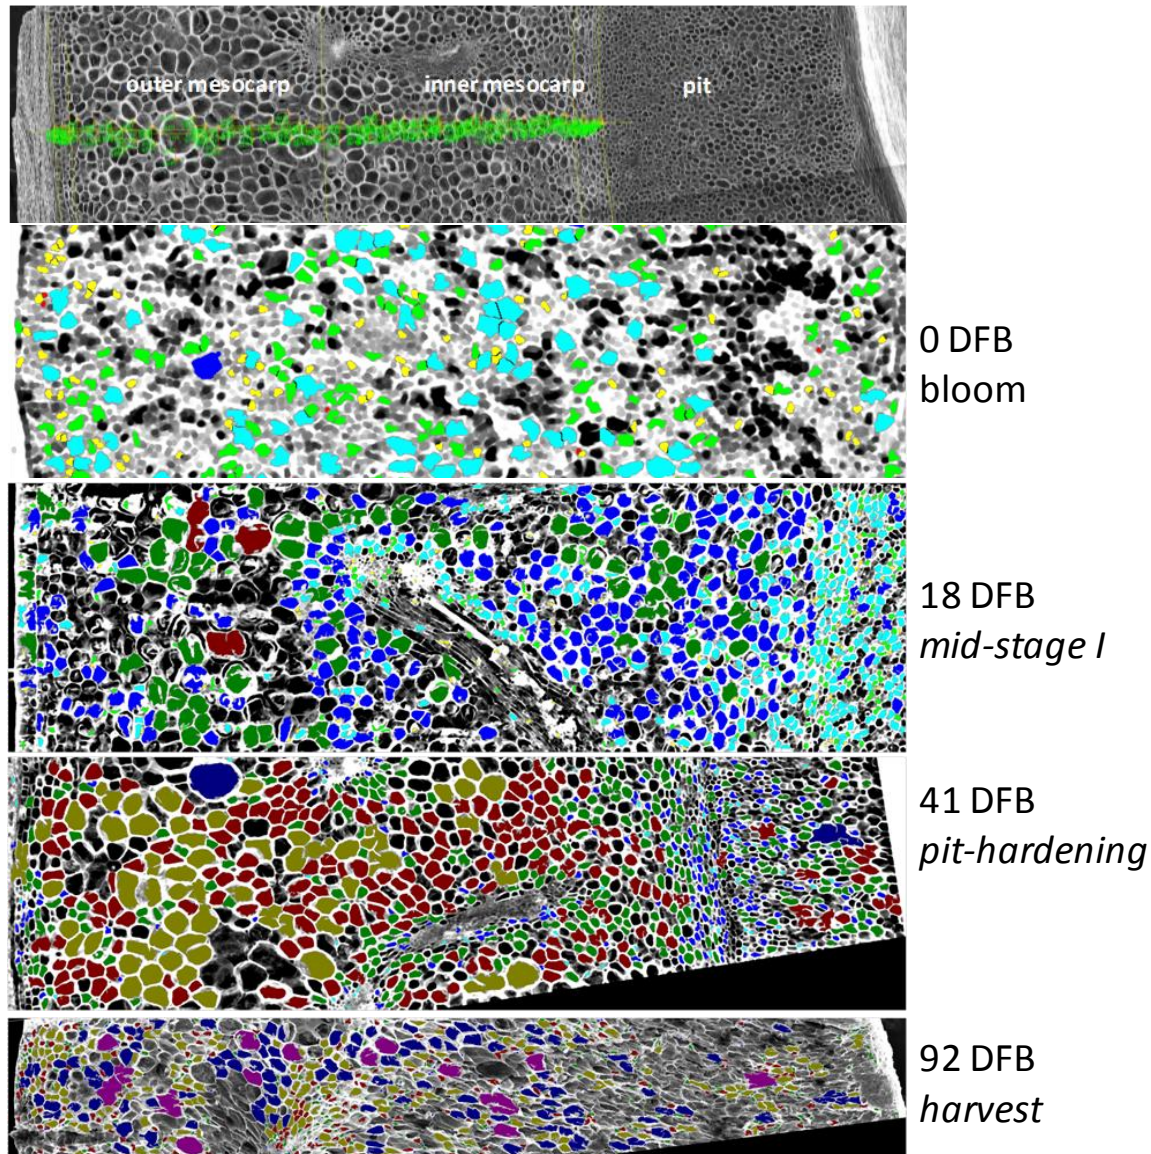 outer mesocarp inner mesocarp pit
0 DFB
bloom
18 DFB
mid-stage I
41 DFB
pit-hardening
92 DFB
harvest